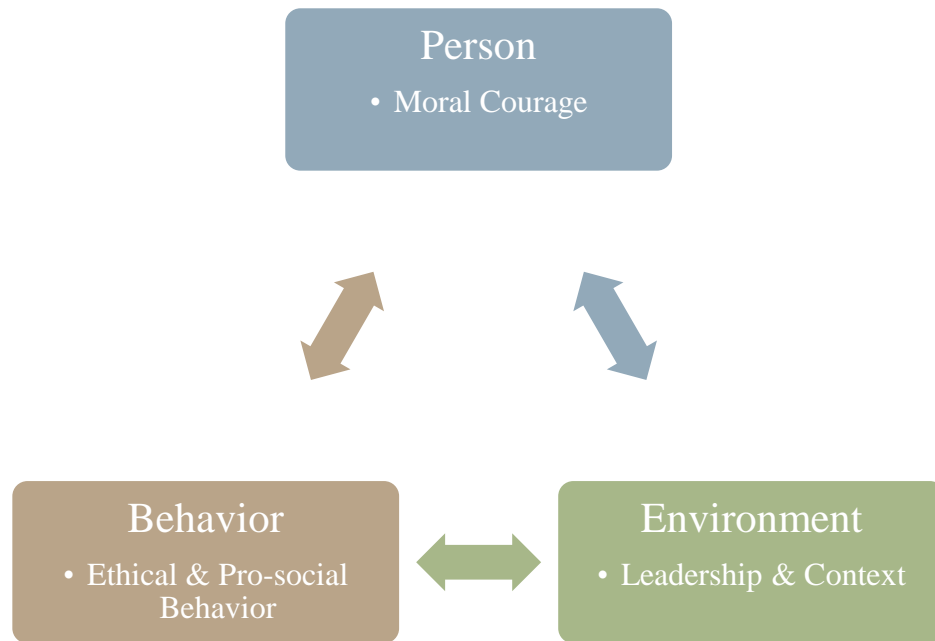 Person
• Moral Courage
Behavior
• Ethical & Pro-social
Behavior
Environment
• Leadership & Context